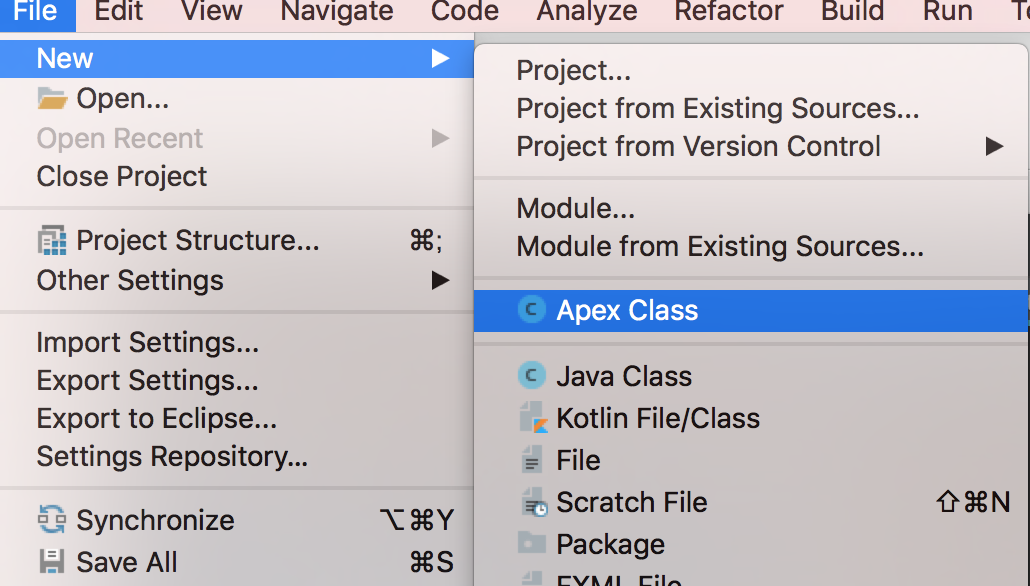 File Edit View Navigate Code Analyze Refactor Build Run
New
Open...
Open Recent
Close Project
Project Structure... ⌘;
Other Settings
Import Settings...
Export Settings...
Export to Eclipse...
Settings Repository...
Synchronize ⌥⌘Y
Save All ⌘S
Project...
Project from Existing Sources...
Project from Version Control
Module...
Module from Existing Sources...
C Apex Class
C Java Class
Kotlin File/Class
File
Scratch File ⇧⌘N
Package
FXML File